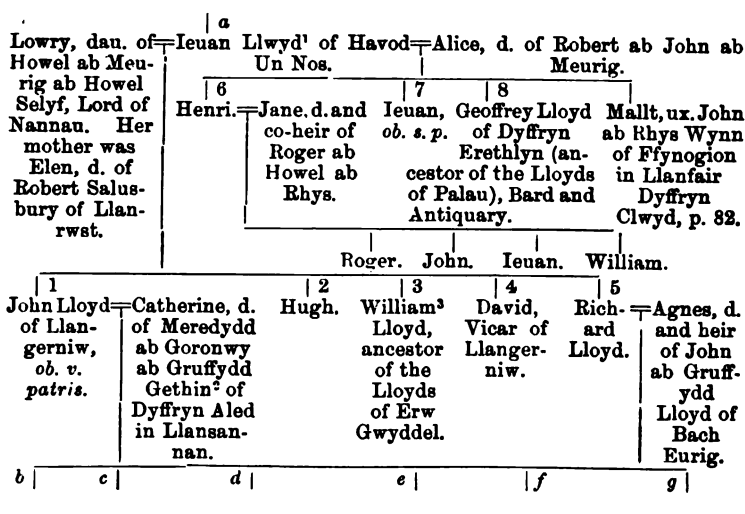 a
Lowry, dau. of Ieuan Llwyd¹ of Havod Alice, d. of Robert ab John ab
Howel ab Meu- Un Nos. Meurig.
rig ab Howel 6 7 8
Selyf, Lord of Henri. Jane, d. and Ieuan, Geoffrey Lloyd Mallt, ux. John
Nannau. Her co-heir of ob. s. p. of Dyffryn ab Rhys Wynn
mother was Roger ab Erethlyn (an- of Ffynogion
Elen, d. of Howel ab cestor of the Lloyds in Llanfair
Robert Salus- Rhys. of Palau), Bard and Dyffryn
bury of Llan- Antiquary. Clwyd, p. 82.
rwst.
Roger. John. Ieuan. William.
1 2 3 4 5
John Lloyd Catherine, d. Hugh. William³ David, Rich- Agnes, d.
of Llan- of Meredydd Lloyd, Vicar of ard and heir
gerniw, ab Goronwy ancestor Llanger- Lloyd. of John
ob. v. ab Gruffydd of the niw. ab Gruff-
patris. Gethin² of Lloyds ydd
Dyffryn Aled of Erw Lloyd of
in Llansan- Gwyddel. Bach
nan. Eurig.
b c d e f g